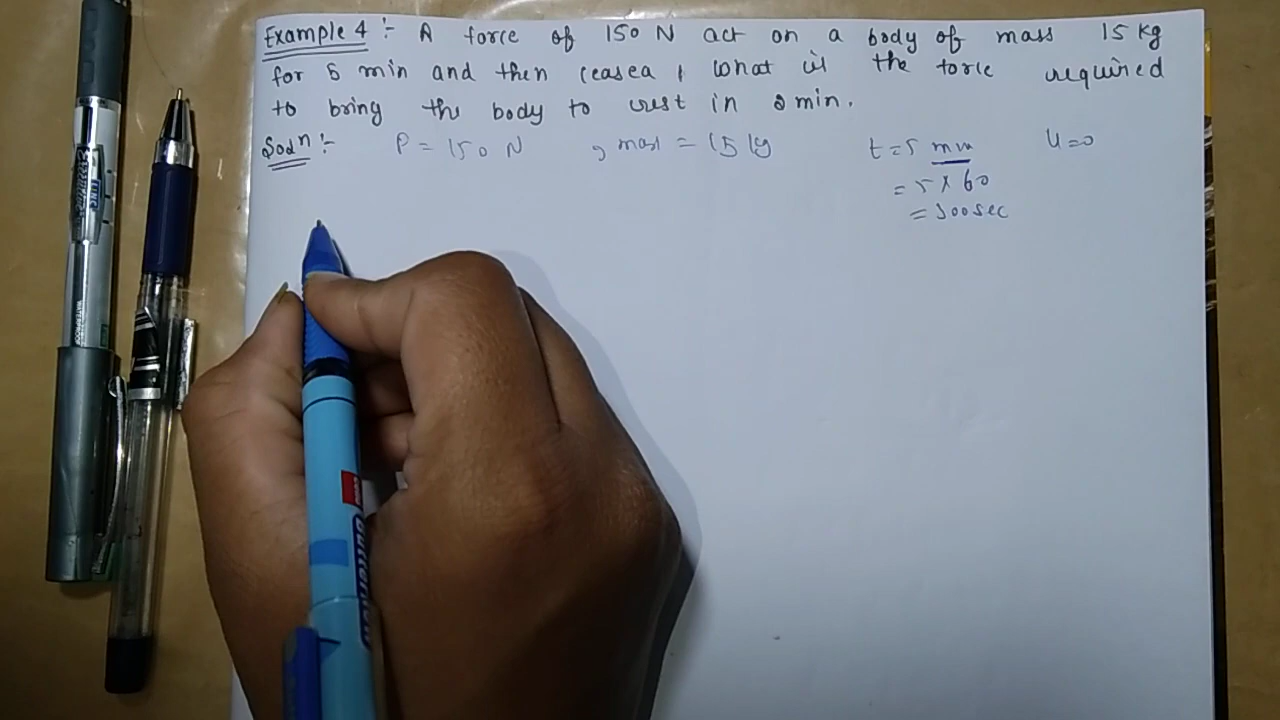 Example 4 :- A force of 150 N act on a body of mass 15 kg
for 5 min and then ceasea , what is the force required
to bring the body to rest in 2 min.
Soln :- P = 150 N , mass = 15 kg t = 5 min u=0
= 5 X 60
= 300 sec